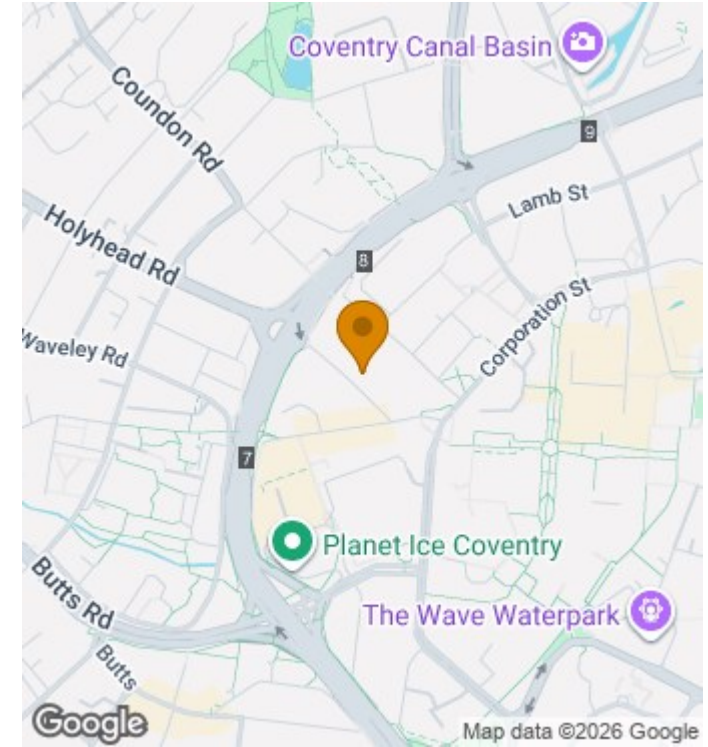 Coventry Canal Basin
Coundon Rd
9
Lamb St
Holyhead Rd
8
Corporation St
Waveley Rd
7
Planet Ice Coventry
Butts Rd
The Wave Waterpark
Butts
Google
Map data ©2026 Google